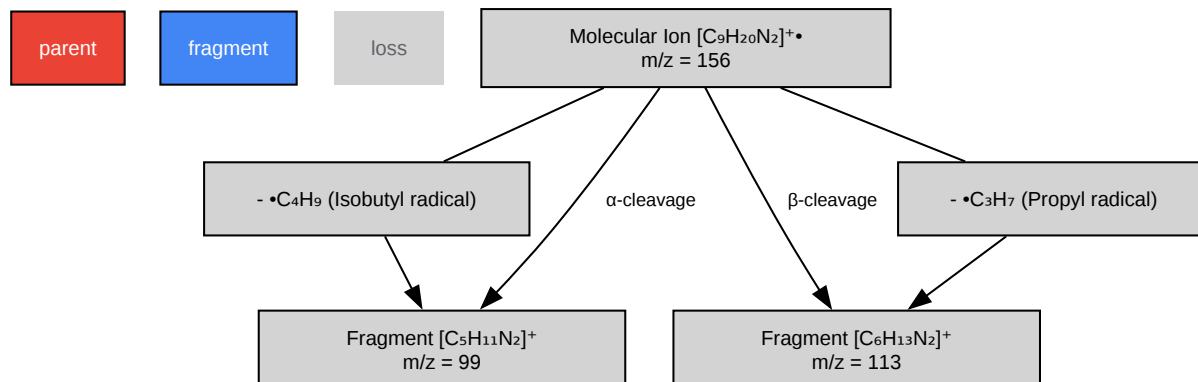 parent
fragment
loss
Molecular Ion [C₉H₂₀N₂]⁺•
m/z = 156
- •C₄H₉ (Isobutyl radical)
α-cleavage
β-cleavage
- •C₃H₇ (Propyl radical)
Fragment [C₅H₁₁N₂]⁺
m/z = 99
Fragment [C₆H₁₃N₂]⁺
m/z = 113